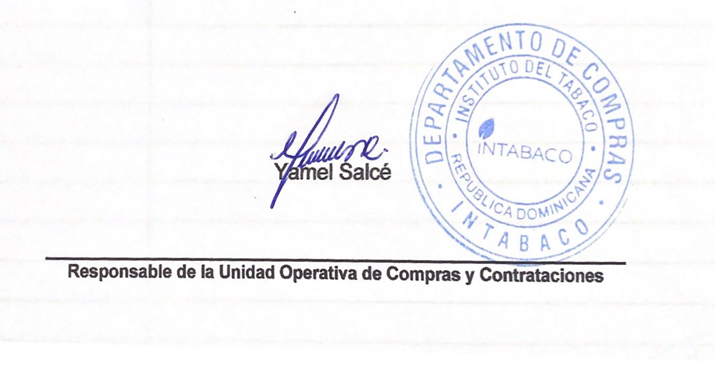 DEPARTAMENTO DE COMPRAS
INSTITUTO DEL TABACO
INTABACO
REPUBLICA DOMINICANA
INTABACO
Yamel Salcé
Responsable de la Unidad Operativa de Compras y Contrataciones